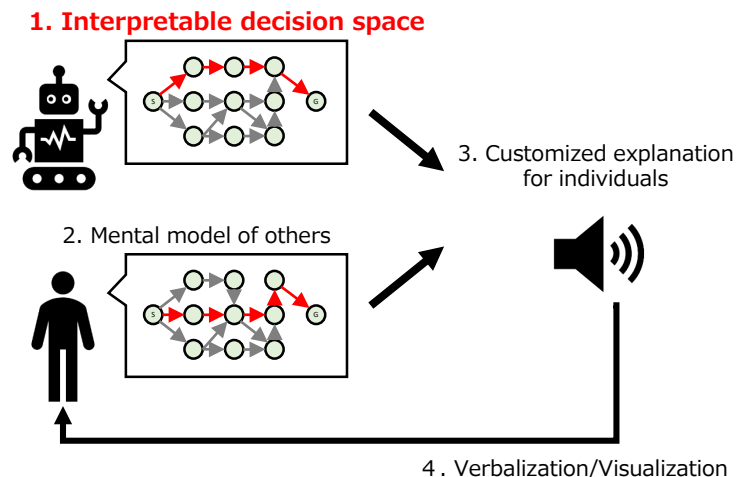 1. Interpretable decision space
S
G
3. Customized explanation
for individuals
2. Mental model of others
S
G
4. Verbalization/Visualization